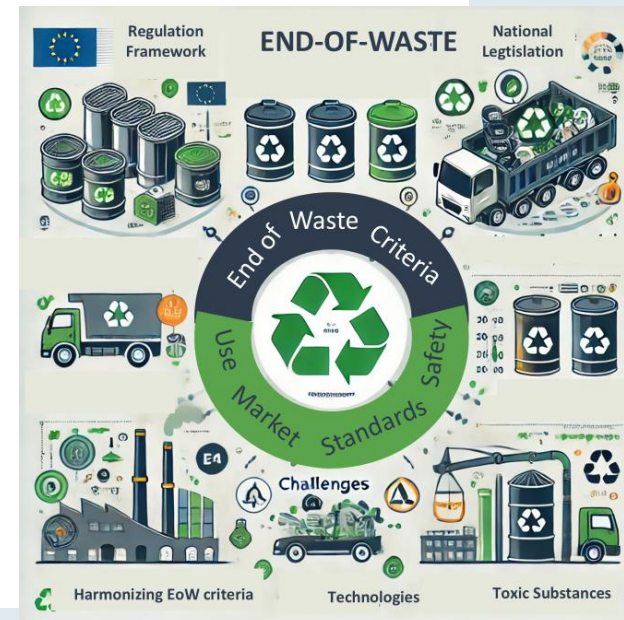 Regulation
Framework
END-OF-WASTE
National
Legtislation
End of Waste Criteria
Use Market Standards Safety
E4
Challenges
Harmonizing EoW criteria
Technologies
Toxic Substances